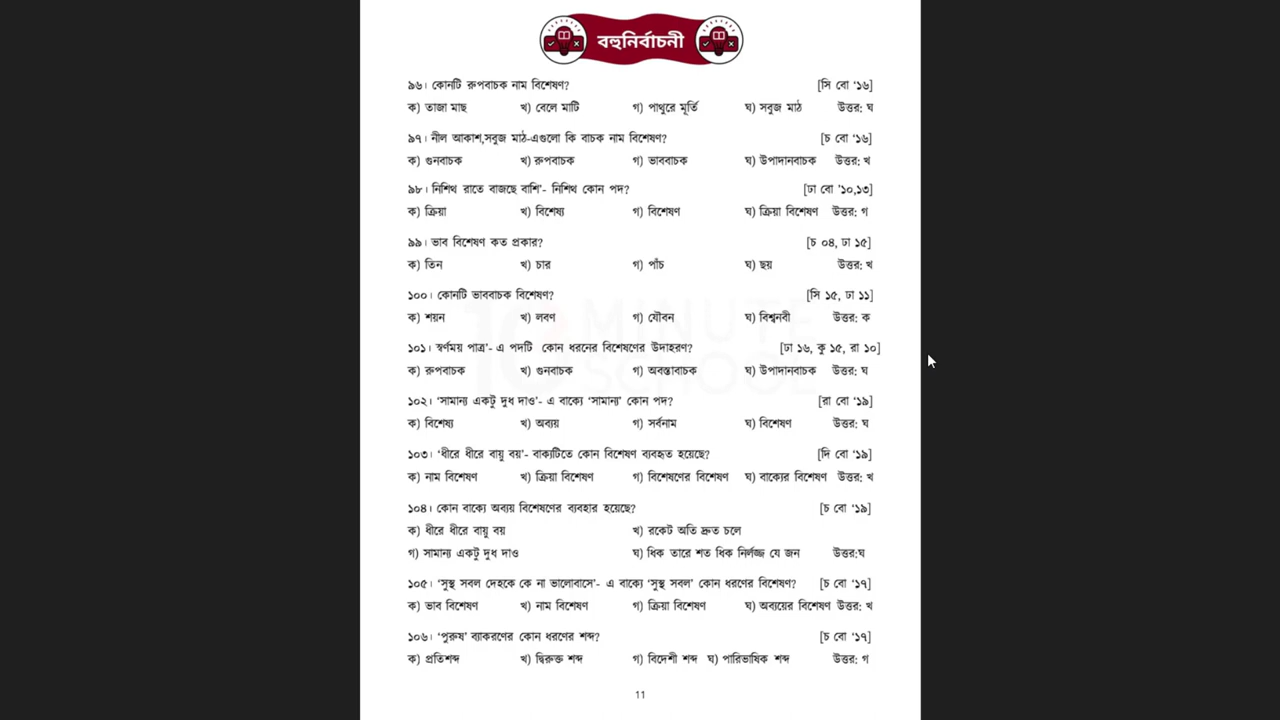 বহুনির্বাচনী
৯৬। কোনটি রুপবাচক নাম বিশেষণ? [সি বো ‘১৬]
ক) তাজা মাছ খ) বেলে মাটি গ) পাথুরে মূর্তি ঘ) সবুজ মাঠ উত্তর: ঘ
৯৭। নীল আকাশ,সবুজ মাঠ-এগুলো কি বাচক নাম বিশেষণ? [চ বো ‘১৬]
ক) গুনবাচক খ) রুপবাচক গ) ভাববাচক ঘ) উপাদানবাচক উত্তর: খ
৯৮। নিশিথ রাতে বাজছে বাশি’- নিশিথ কোন পদ? [ঢা বো ‘১০,১৩]
ক) ক্রিয়া খ) বিশেষ্য গ) বিশেষণ ঘ) ক্রিয়া বিশেষণ উত্তর: গ
৯৯। ভাব বিশেষণ কত প্রকার? [চ ০৪, ঢা ১৫]
ক) তিন খ) চার গ) পাঁচ ঘ) ছয় উত্তর: খ
১০০। কোনটি ভাববাচক বিশেষণ? [সি ১৫, ঢা ১১]
ক) শয়ন খ) লবণ গ) যৌবন ঘ) বিশ্বনবী উত্তর: ক
১০১। স্বর্ণময় পাত্র’- এ পদটি কোন ধরনের বিশেষণের উদাহরণ? [ঢা ১৬, কু ১৫, রা ১০]
ক) রুপবাচক খ) গুনবাচক গ) অবস্তাবাচক ঘ) উপাদানবাচক উত্তর: ঘ
১০২। ‘সামান্য একটু দুধ দাও’- এ বাক্যে ‘সামান্য’ কোন পদ? [রা বো ‘১৯]
ক) বিশেষ্য খ) অব্যয় গ) সর্বনাম ঘ) বিশেষণ উত্তর: ঘ
১০৩। ‘ধীরে ধীরে বায়ু বয়’- বাক্যটিতে কোন বিশেষণ ব্যবহৃত হয়েছে? [দি বো ‘১৯]
ক) নাম বিশেষণ খ) ক্রিয়া বিশেষণ গ) বিশেষণের বিশেষণ ঘ) বাক্যের বিশেষণ উত্তর: খ
১০৪। কোন বাক্যে অব্যয় বিশেষণের ব্যবহার হয়েছে? [চ বো ‘১৯]
ক) ধীরে ধীরে বায়ু বয় খ) রকেট অতি দ্রুত চলে
গ) সামান্য একটু দুধ দাও ঘ) ধিক তারে শত ধিক নির্লজ্জ যে জন উত্তর:ঘ
১০৫। ‘সুস্থ সবল দেহকে কে না ভালোবাসে’- এ বাক্যে ‘সুস্থ সবল’ কোন ধরণের বিশেষণ? [চ বো ‘১৭]
ক) ভাব বিশেষণ খ) নাম বিশেষণ গ) ক্রিয়া বিশেষণ ঘ) অব্যয়ের বিশেষণ উত্তর: খ
১০৬। ‘পুরুষ’ ব্যাকরণের কোন ধরণের শব্দ? [চ বো ‘১৭]
ক) প্রতিশব্দ খ) দ্বিরুক্ত শব্দ গ) বিদেশী শব্দ ঘ) পারিভাষিক শব্দ উত্তর: গ
11
10 MINUTE SCHOOL